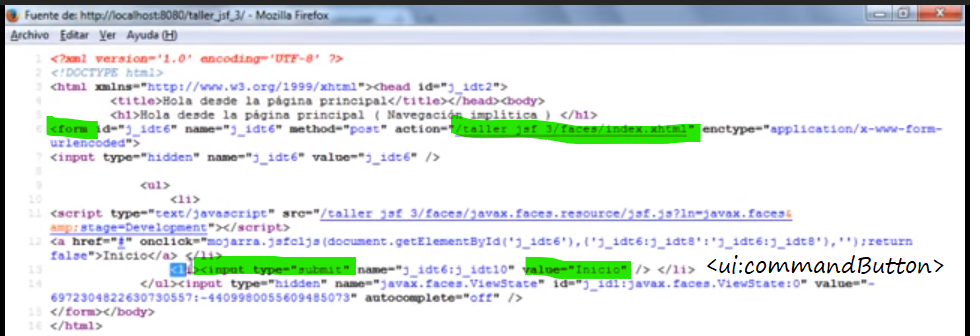 Fuente de: http://localhost:8080/taller_jsf_3/ - Mozilla Firefox
Archivo Editar Ver Ayuda (H)
1 <?xml version='1.0' encoding='UTF-8' ?>
2 <!DOCTYPE html>
3 <html xmlns="http://www.w3.org/1999/xhtml"><head id="j_idt2">
4 <title>Hola desde la página principal</title></head><body>
5 <h1>Hola desde la página principal ( Navegación implítica ) </h1>
6 <form id="j_idt6" name="j_idt6" method="post" action="/taller_jsf_3/faces/index.xhtml" enctype="application/x-www-form-
urlencoded">
7 <input type="hidden" name="j_idt6" value="j_idt6" />
8
9 <ul>
10 <li>
11 <script type="text/javascript" src="/taller_jsf_3/faces/javax.faces.resource/jsf.js?ln=javax.faces&
amp;stage=Development"></script>
12 <a href="#" onclick="mojarra.jsfcljs(document.getElementById('j_idt6'),{'j_idt6:j_idt8':'j_idt6:j_idt8'},'');return
false">Inicio</a> </li>
13 <li><input type="submit" name="j_idt6:j_idt10" value="Inicio" /> </li> <ui:commandButton>
14 </ul><input type="hidden" name="javax.faces.ViewState" id="j_id1:javax.faces.ViewState:0" value="-
6972304822630730557:-4409980055609485073" autocomplete="off" />
15 </form></body>
16 </html>